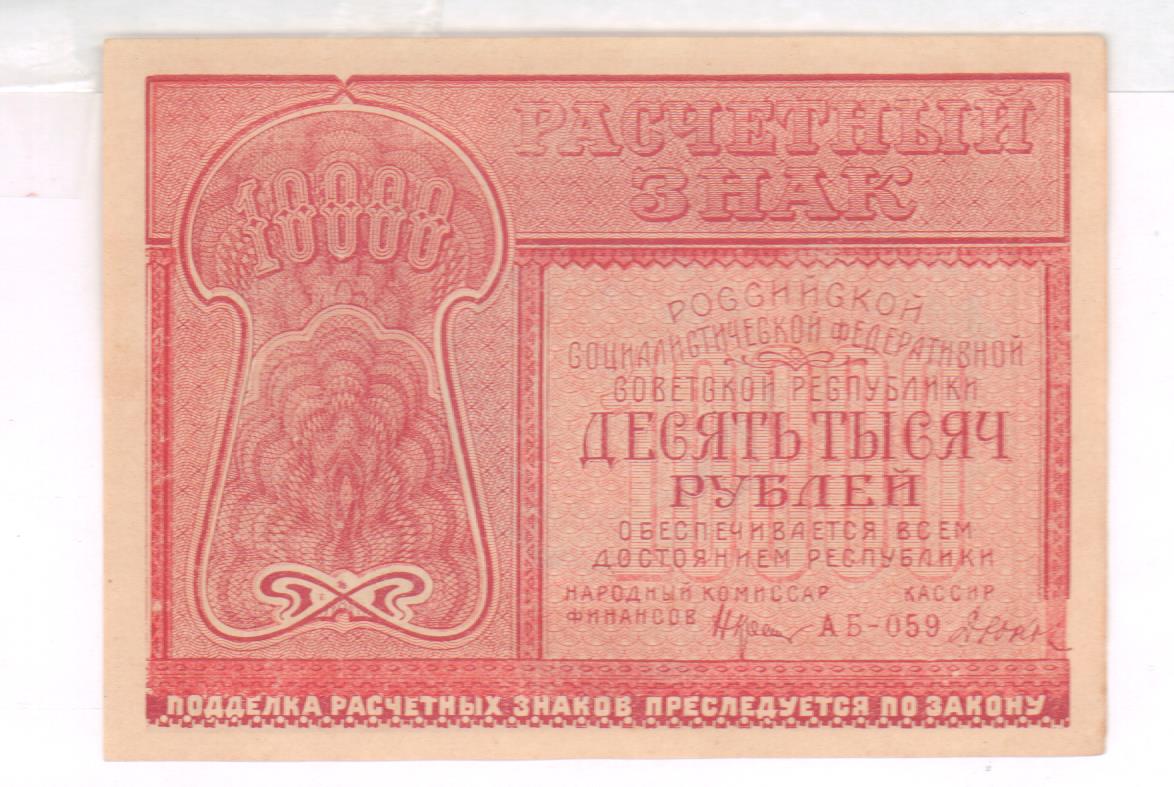 РАСЧЕТНЫЙ
ЗНАК
10000
10000
РОССИЙСКОЙ
СОЦИАЛИСТИЧЕСКОЙ ФЕДЕРАТИВНОЙ
СОВЕТСКОЙ РЕСПУБЛИКИ
ДЕСЯТЬ ТЫСЯЧ
РУБЛЕЙ
ОБЕСПЕЧИВАЕТСЯ ВСЕМ
ДОСТОЯНИЕМ РЕСПУБЛИКИ
НАРОДНЫЙ КОМИССАР КАССИР
ФИНАНСОВ АБ-059
ПОДДЕЛКА РАСЧЕТНЫХ ЗНАКОВ ПРЕСЛЕДУЕТСЯ ПО ЗАКОНУ